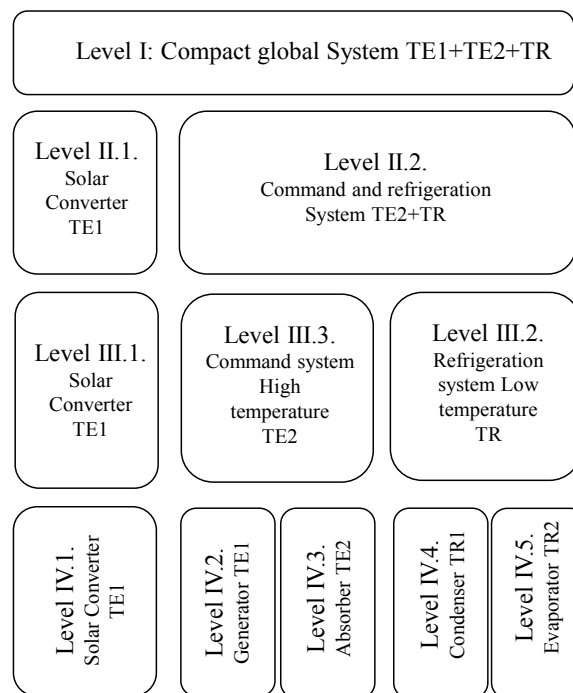 Level I: Compact global System TE1+TE2+TR
Level II.1.
Solar
Converter
TE1
Level II.2.
Command and refrigeration
System TE2+TR
Level III.1.
Solar
Converter
TE1
Level III.3.
Command system
High
temperature
TE2
Level III.2.
Refrigeration
system Low
temperature
TR
Level IV.1.
Solar Converter
TE1
Level IV.2.
Generator TE1
Level IV.3.
Absorber TE2
Level IV.4.
Condenser TR1
Level IV.5.
Evaporator TR2